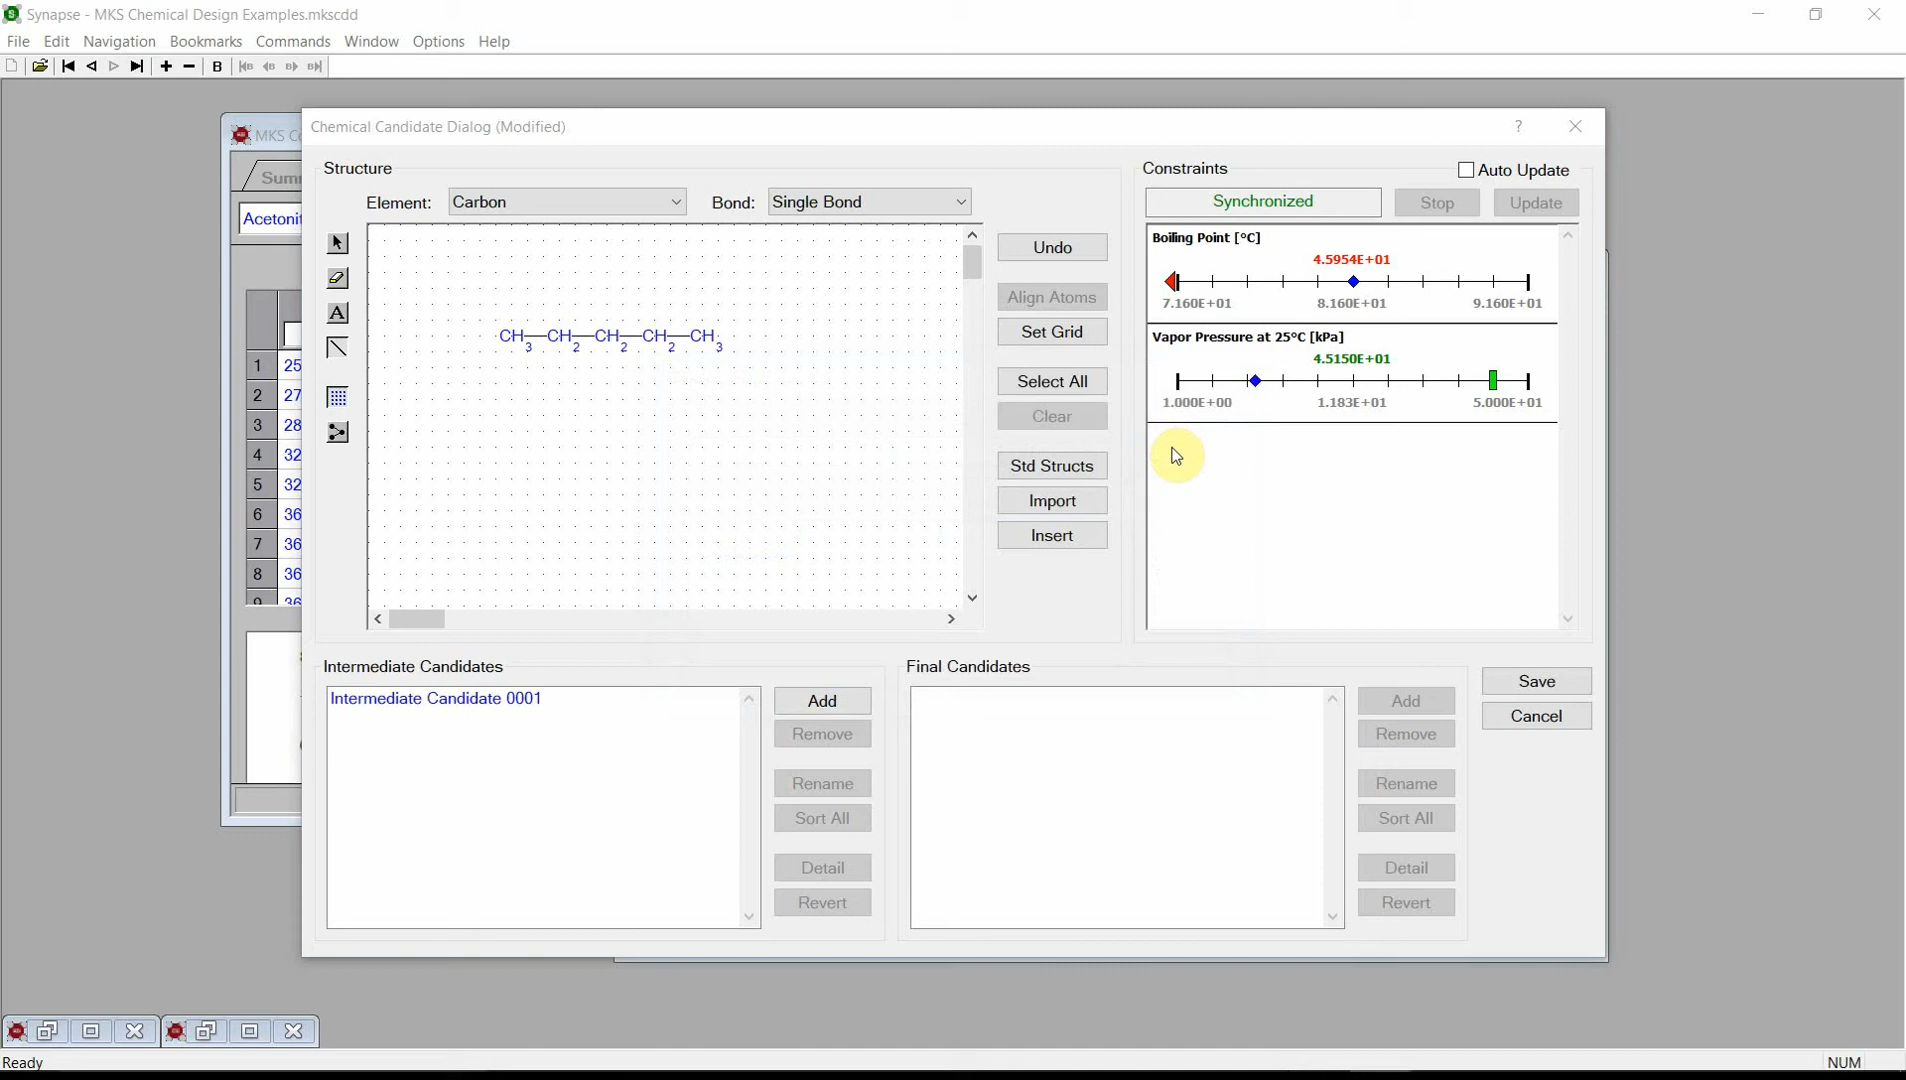 Synapse - MKS Chemical Design Examples.mkscdd
File Edit Navigation Bookmarks Commands Window Options Help
B
MKS Co
Chemical Candidate Dialog (Modified) ?
Summ
Structure
Constraints
Auto Update
Element: Carbon Bond: Single Bond
Synchronized Stop Update
Acetonit
Undo
Align Atoms
Set Grid
Select All
Clear
Std Structs
Import
Insert
A
CH3—CH2—CH2—CH2—CH3
Boiling Point [°C]
4.5954E+01
7.160E+01 8.160E+01 9.160E+01
Vapor Pressure at 25°C [kPa]
4.5150E+01
1.000E+00 1.183E+01 5.000E+01
1 25
2 27
3 28
4 32
5 32
6 36
7 36
8 36
9 36
Intermediate Candidates
Intermediate Candidate 0001
Add
Remove
Rename
Sort All
Detail
Revert
Final Candidates
Add
Remove
Rename
Sort All
Detail
Revert
Save
Cancel
Ready NUM